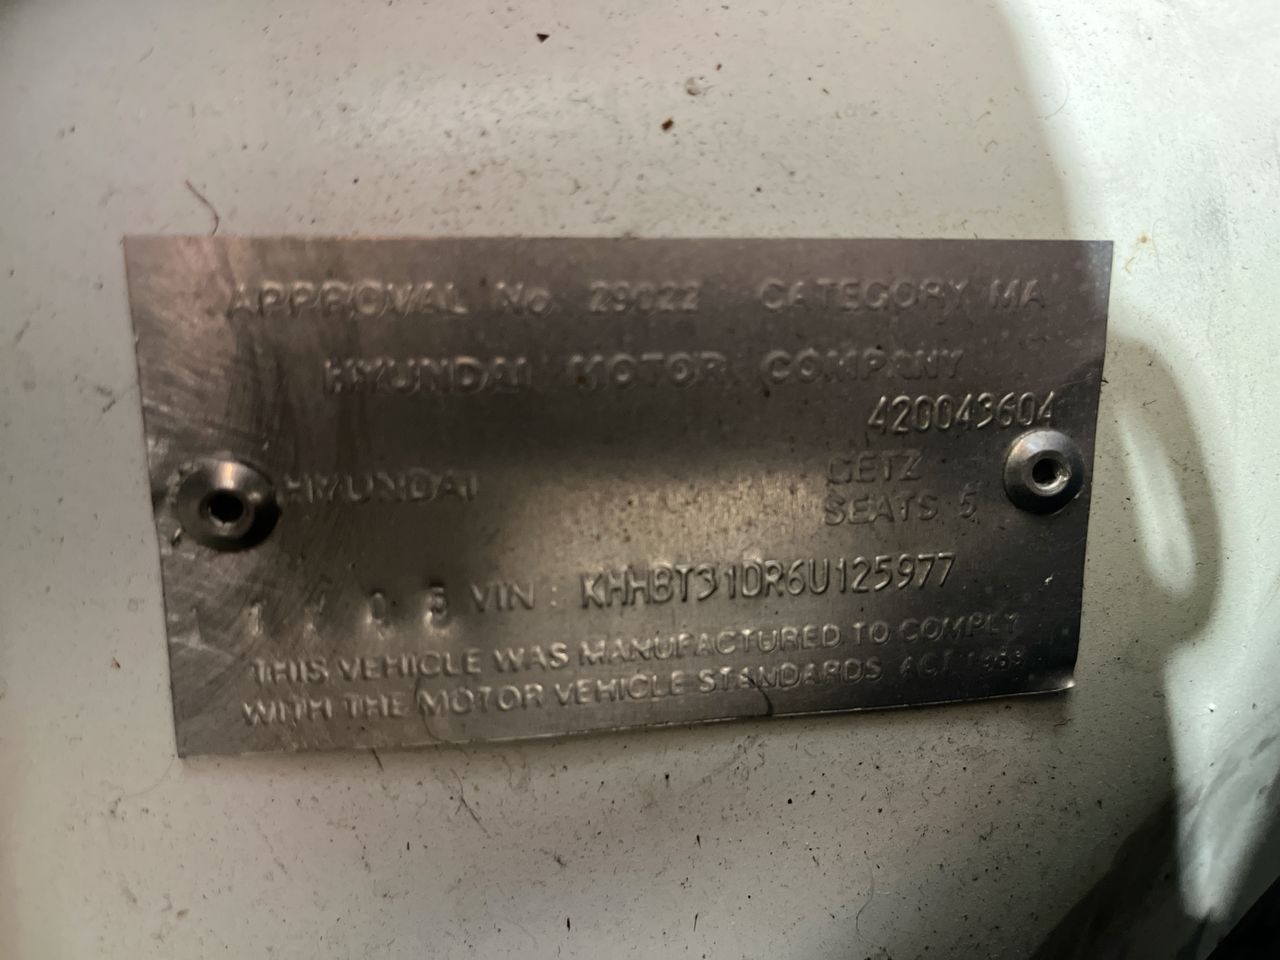 APPROVAL No. 29022 CATEGORY MA
HYUNDAI MOTOR COMPANY
420043604
HYUNDAI GETZ
SEATS 5
VIN : KHHBT31DR6U125977
THIS VEHICLE WAS MANUFACTURED TO COMPLY
WITH THE MOTOR VEHICLE STANDARDS ACT 1989